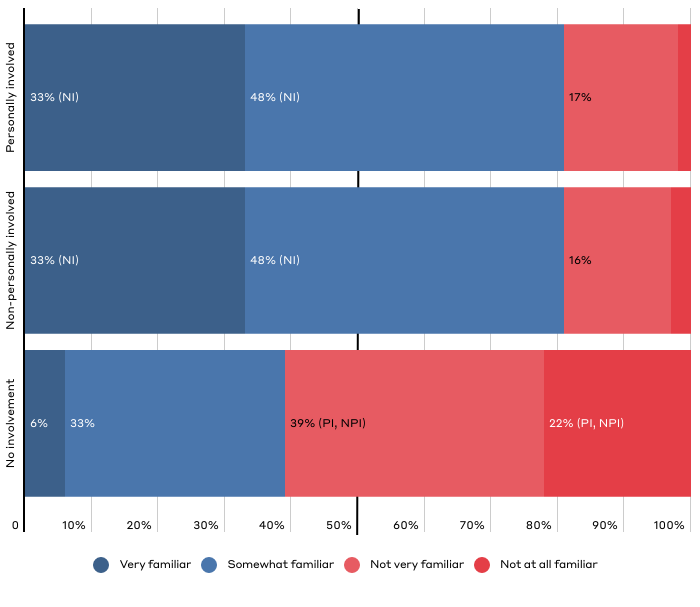 Personally involved
33% (NI)
48% (NI)
17%
Non-personally involved
33% (NI)
48% (NI)
16%
No involvement
6%
33%
39% (PI, NPI)
22% (PI, NPI)
0 10% 20% 30% 40% 50% 60% 70% 80% 90% 100%
Very familiar Somewhat familiar Not very familiar Not at all familiar